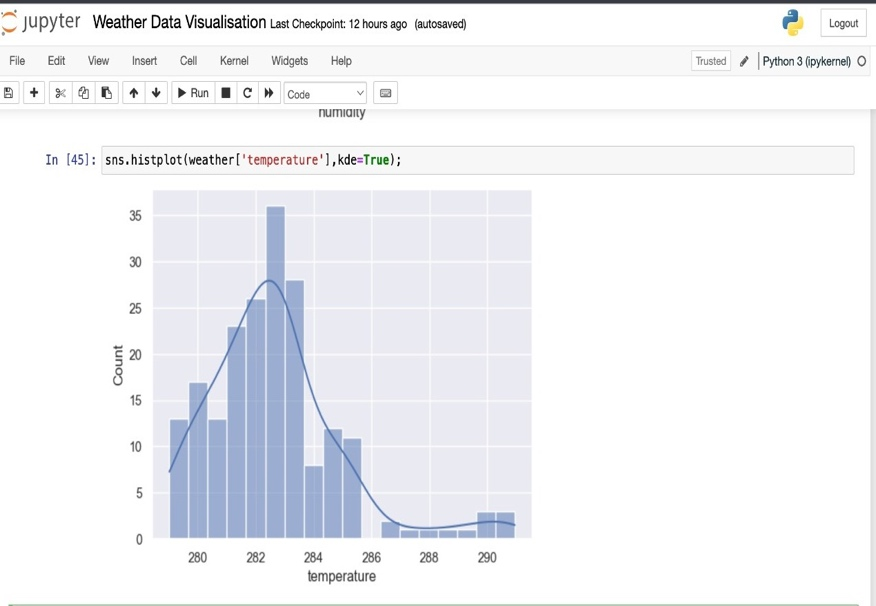 jupyter Weather Data Visualisation Last Checkpoint: 12 hours ago (autosaved)
Logout
File Edit View Insert Cell Kernel Widgets Help
Trusted Python 3 (ipykernel)
Run Code
humidity
In [45]: sns.histplot(weather['temperature'],kde=True);
35
30
25
20
15
10
5
0
Count
280 282 284 286 288 290
temperature